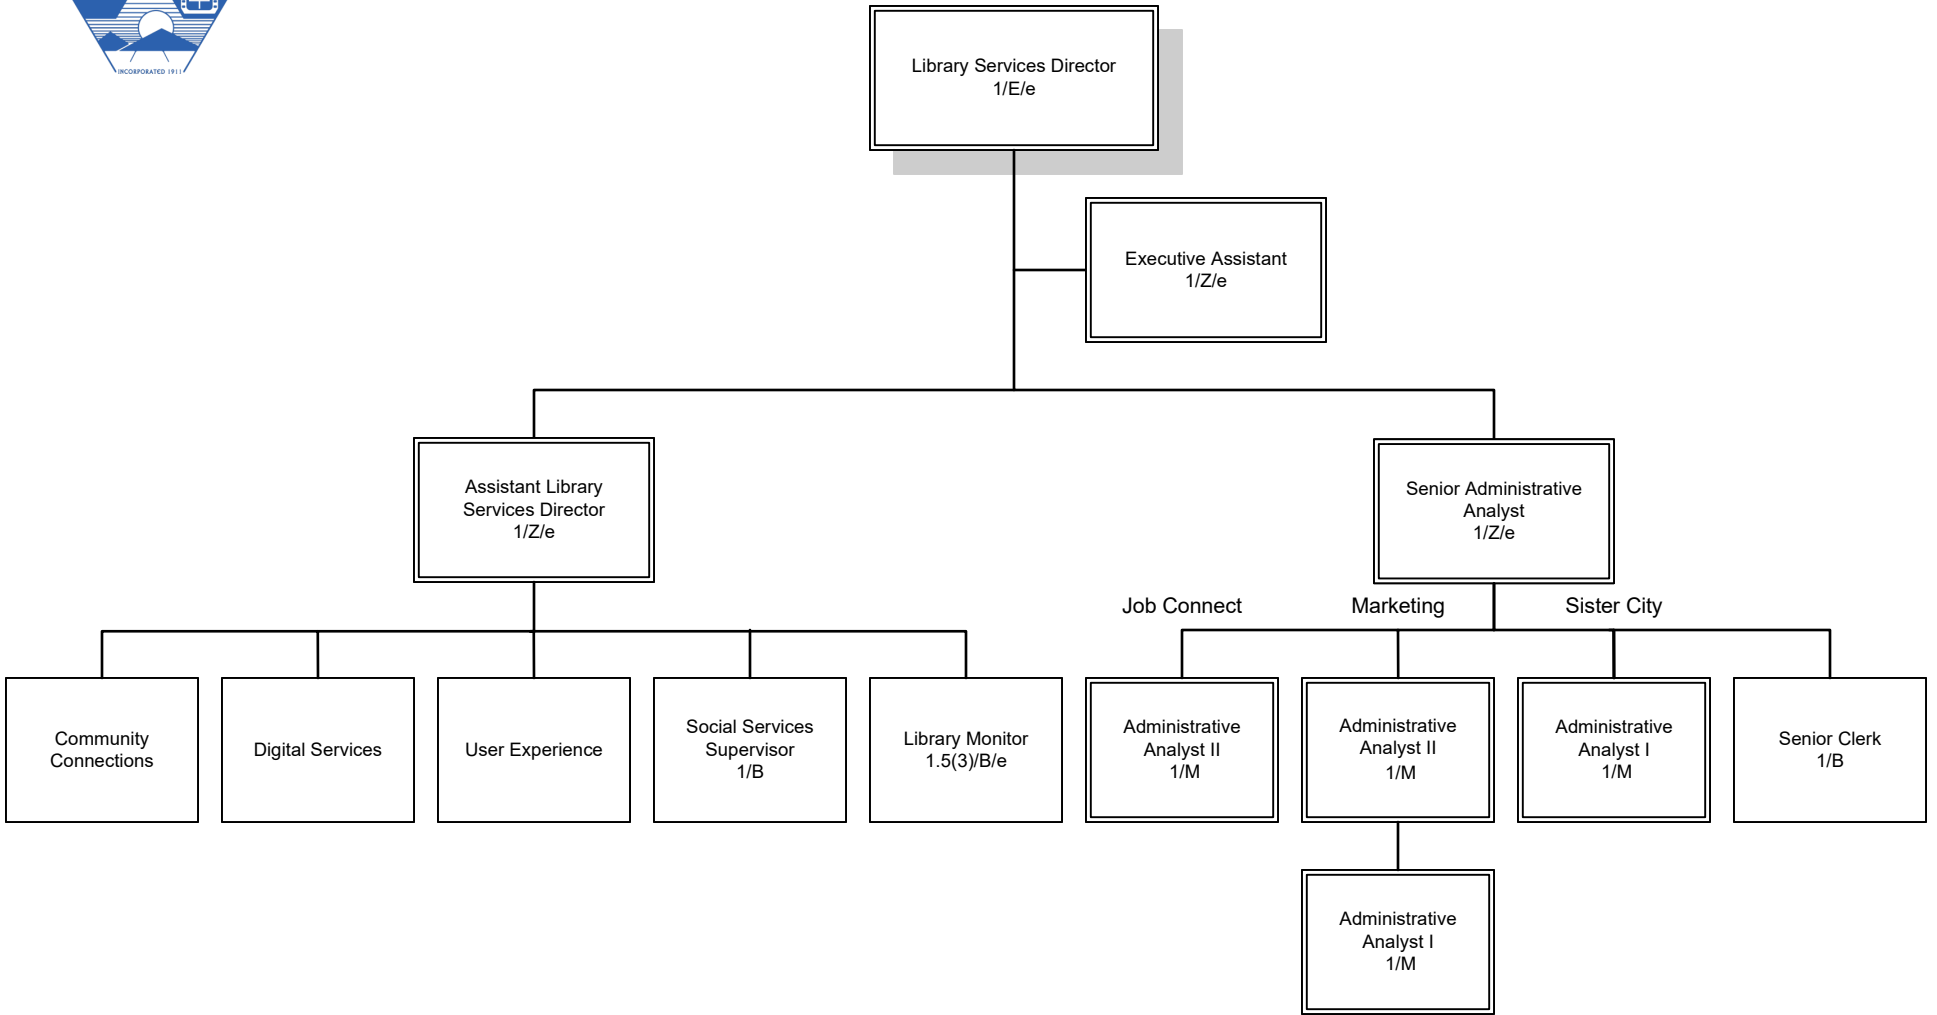 INCORPORATED 1911
Library Services Director
1/E/e
Executive Assistant
1/Z/e
Assistant Library
Services Director
1/Z/e
Senior Administrative
Analyst
1/Z/e
Job Connect
Marketing
Sister City
Community
Connections
Digital Services
User Experience
Social Services
Supervisor
1/B
Library Monitor
1.5(3)/B/e
Administrative
Analyst II
1/M
Administrative
Analyst II
1/M
Administrative
Analyst I
1/M
Senior Clerk
1/B
Administrative
Analyst I
1/M